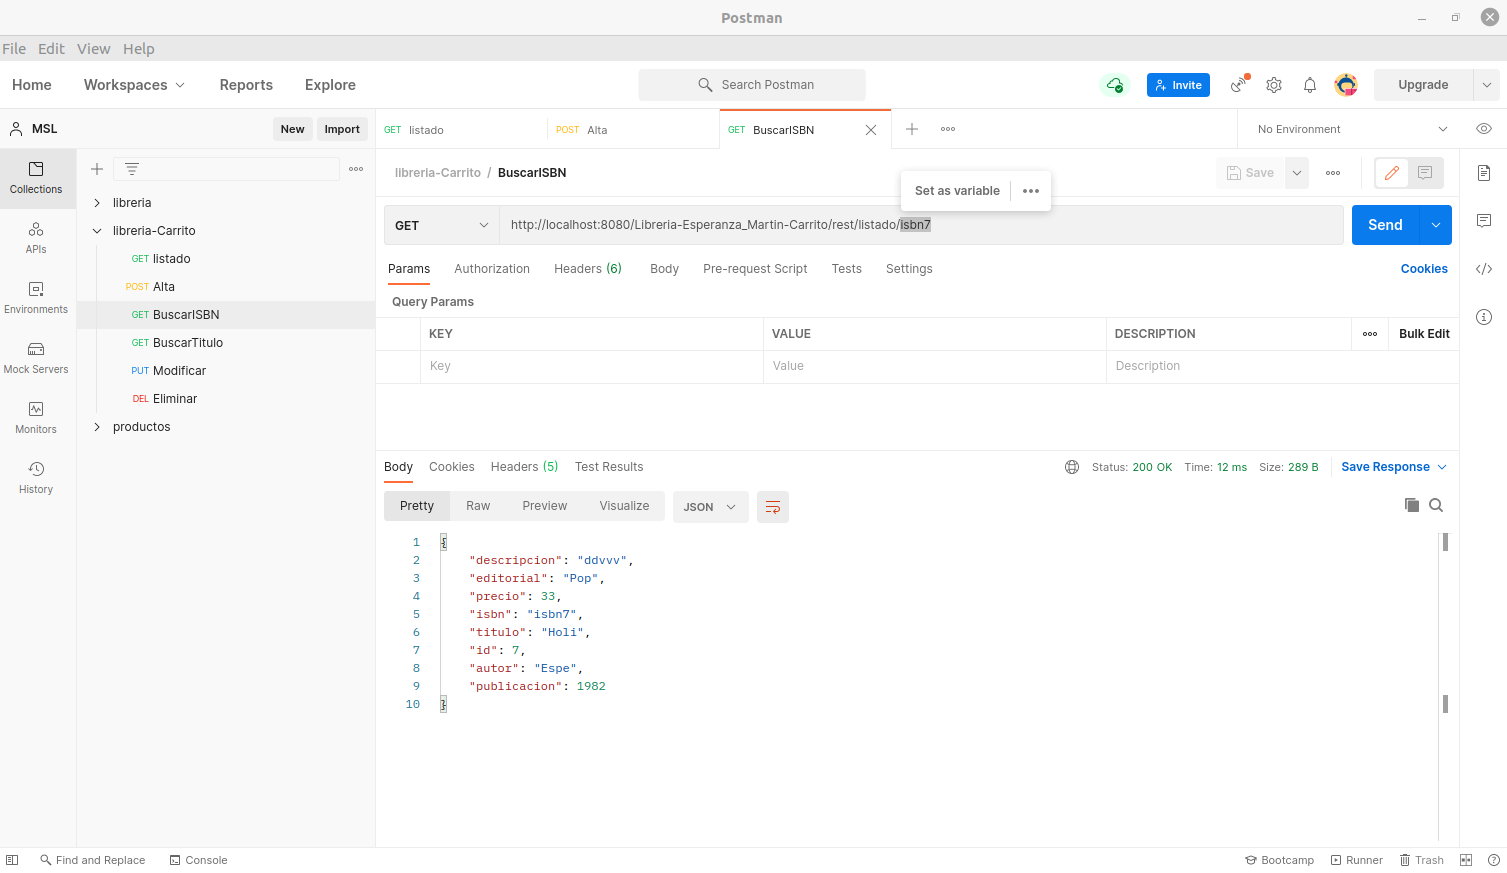 Postman
File Edit View Help
Home Workspaces Reports Explore Search Postman Invite Upgrade
MSL New Import GET listado POST Alta GET BuscarISBN No Environment
libreria-Carrito / BuscarISBN Save
Set as variable
GET http://localhost:8080/Libreria-Esperanza_Martin-Carrito/rest/listado/isbn7 Send
Collections
APIs
Environments
Mock Servers
Monitors
History
libreria
libreria-Carrito
GET listado
POST Alta
GET BuscarISBN
GET BuscarTitulo
PUT Modificar
DEL Eliminar
productos
Params Authorization Headers (6) Body Pre-request Script Tests Settings Cookies
Query Params
KEY VALUE DESCRIPTION Bulk Edit
Key Value Description
Body Cookies Headers (5) Test Results Status: 200 OK Time: 12 ms Size: 289 B Save Response
Pretty Raw Preview Visualize JSON
1 {
2 "descripcion": "ddvvv",
3 "editorial": "Pop",
4 "precio": 33,
5 "isbn": "isbn7",
6 "titulo": "Holi",
7 "id": 7,
8 "autor": "Espe",
9 "publicacion": 1982
10 }
Find and Replace Console Bootcamp Runner Trash